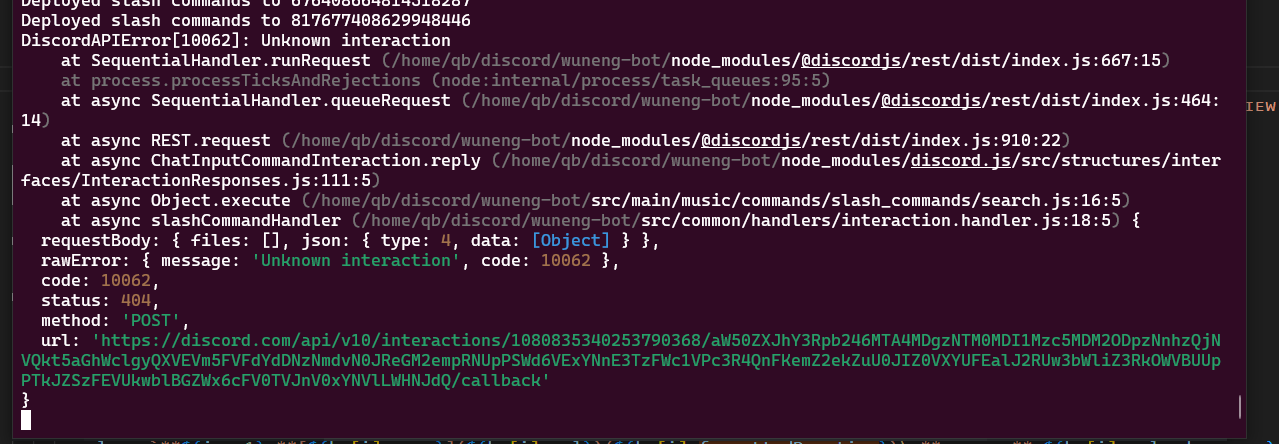 Deployed slash commands to 817677408629948446
DiscordAPIError[10062]: Unknown interaction
    at SequentialHandler.runRequest (/home/qb/discord/wuneng-bot/node_modules/@discordjs/rest/dist/index.js:667:15)
    at process.processTicksAndRejections (node:internal/process/task_queues:95:5)
    at async SequentialHandler.queueRequest (/home/qb/discord/wuneng-bot/node_modules/@discordjs/rest/dist/index.js:464:
14)
    at async REST.request (/home/qb/discord/wuneng-bot/node_modules/@discordjs/rest/dist/index.js:910:22)
    at async ChatInputCommandInteraction.reply (/home/qb/discord/wuneng-bot/node_modules/discord.js/src/structures/inter
faces/InteractionResponses.js:111:5)
    at async Object.execute (/home/qb/discord/wuneng-bot/src/main/music/commands/slash_commands/search.js:16:5)
    at async slashCommandHandler (/home/qb/discord/wuneng-bot/src/common/handlers/interaction.handler.js:18:5) {
  requestBody: { files: [], json: { type: 4, data: [Object] } },
  rawError: { message: 'Unknown interaction', code: 10062 },
  code: 10062,
  status: 404,
  method: 'POST',
  url: 'https://discord.com/api/v10/interactions/1080835340253790368/aW50ZXJhY3Rpb246MTA4MDgzNTM0MDI1Mzc5MDM2ODpzNnhzQjN
VQkt5aGhWclgyQXVEVm5FVFdYdDNzNmdvN0JReGM2empRNUpPSWd6VExYNnE3TzFWc1VPc3R4QnFKemZ2ekZuU0JIZ0VXYUFEalJ2RUw3bWliZ3RkOWVBUUp
PTkJZSzFEVUkwblBGZWx6cFV0TVJnV0xYNVlLWHNJdQ/callback'
}
IEW